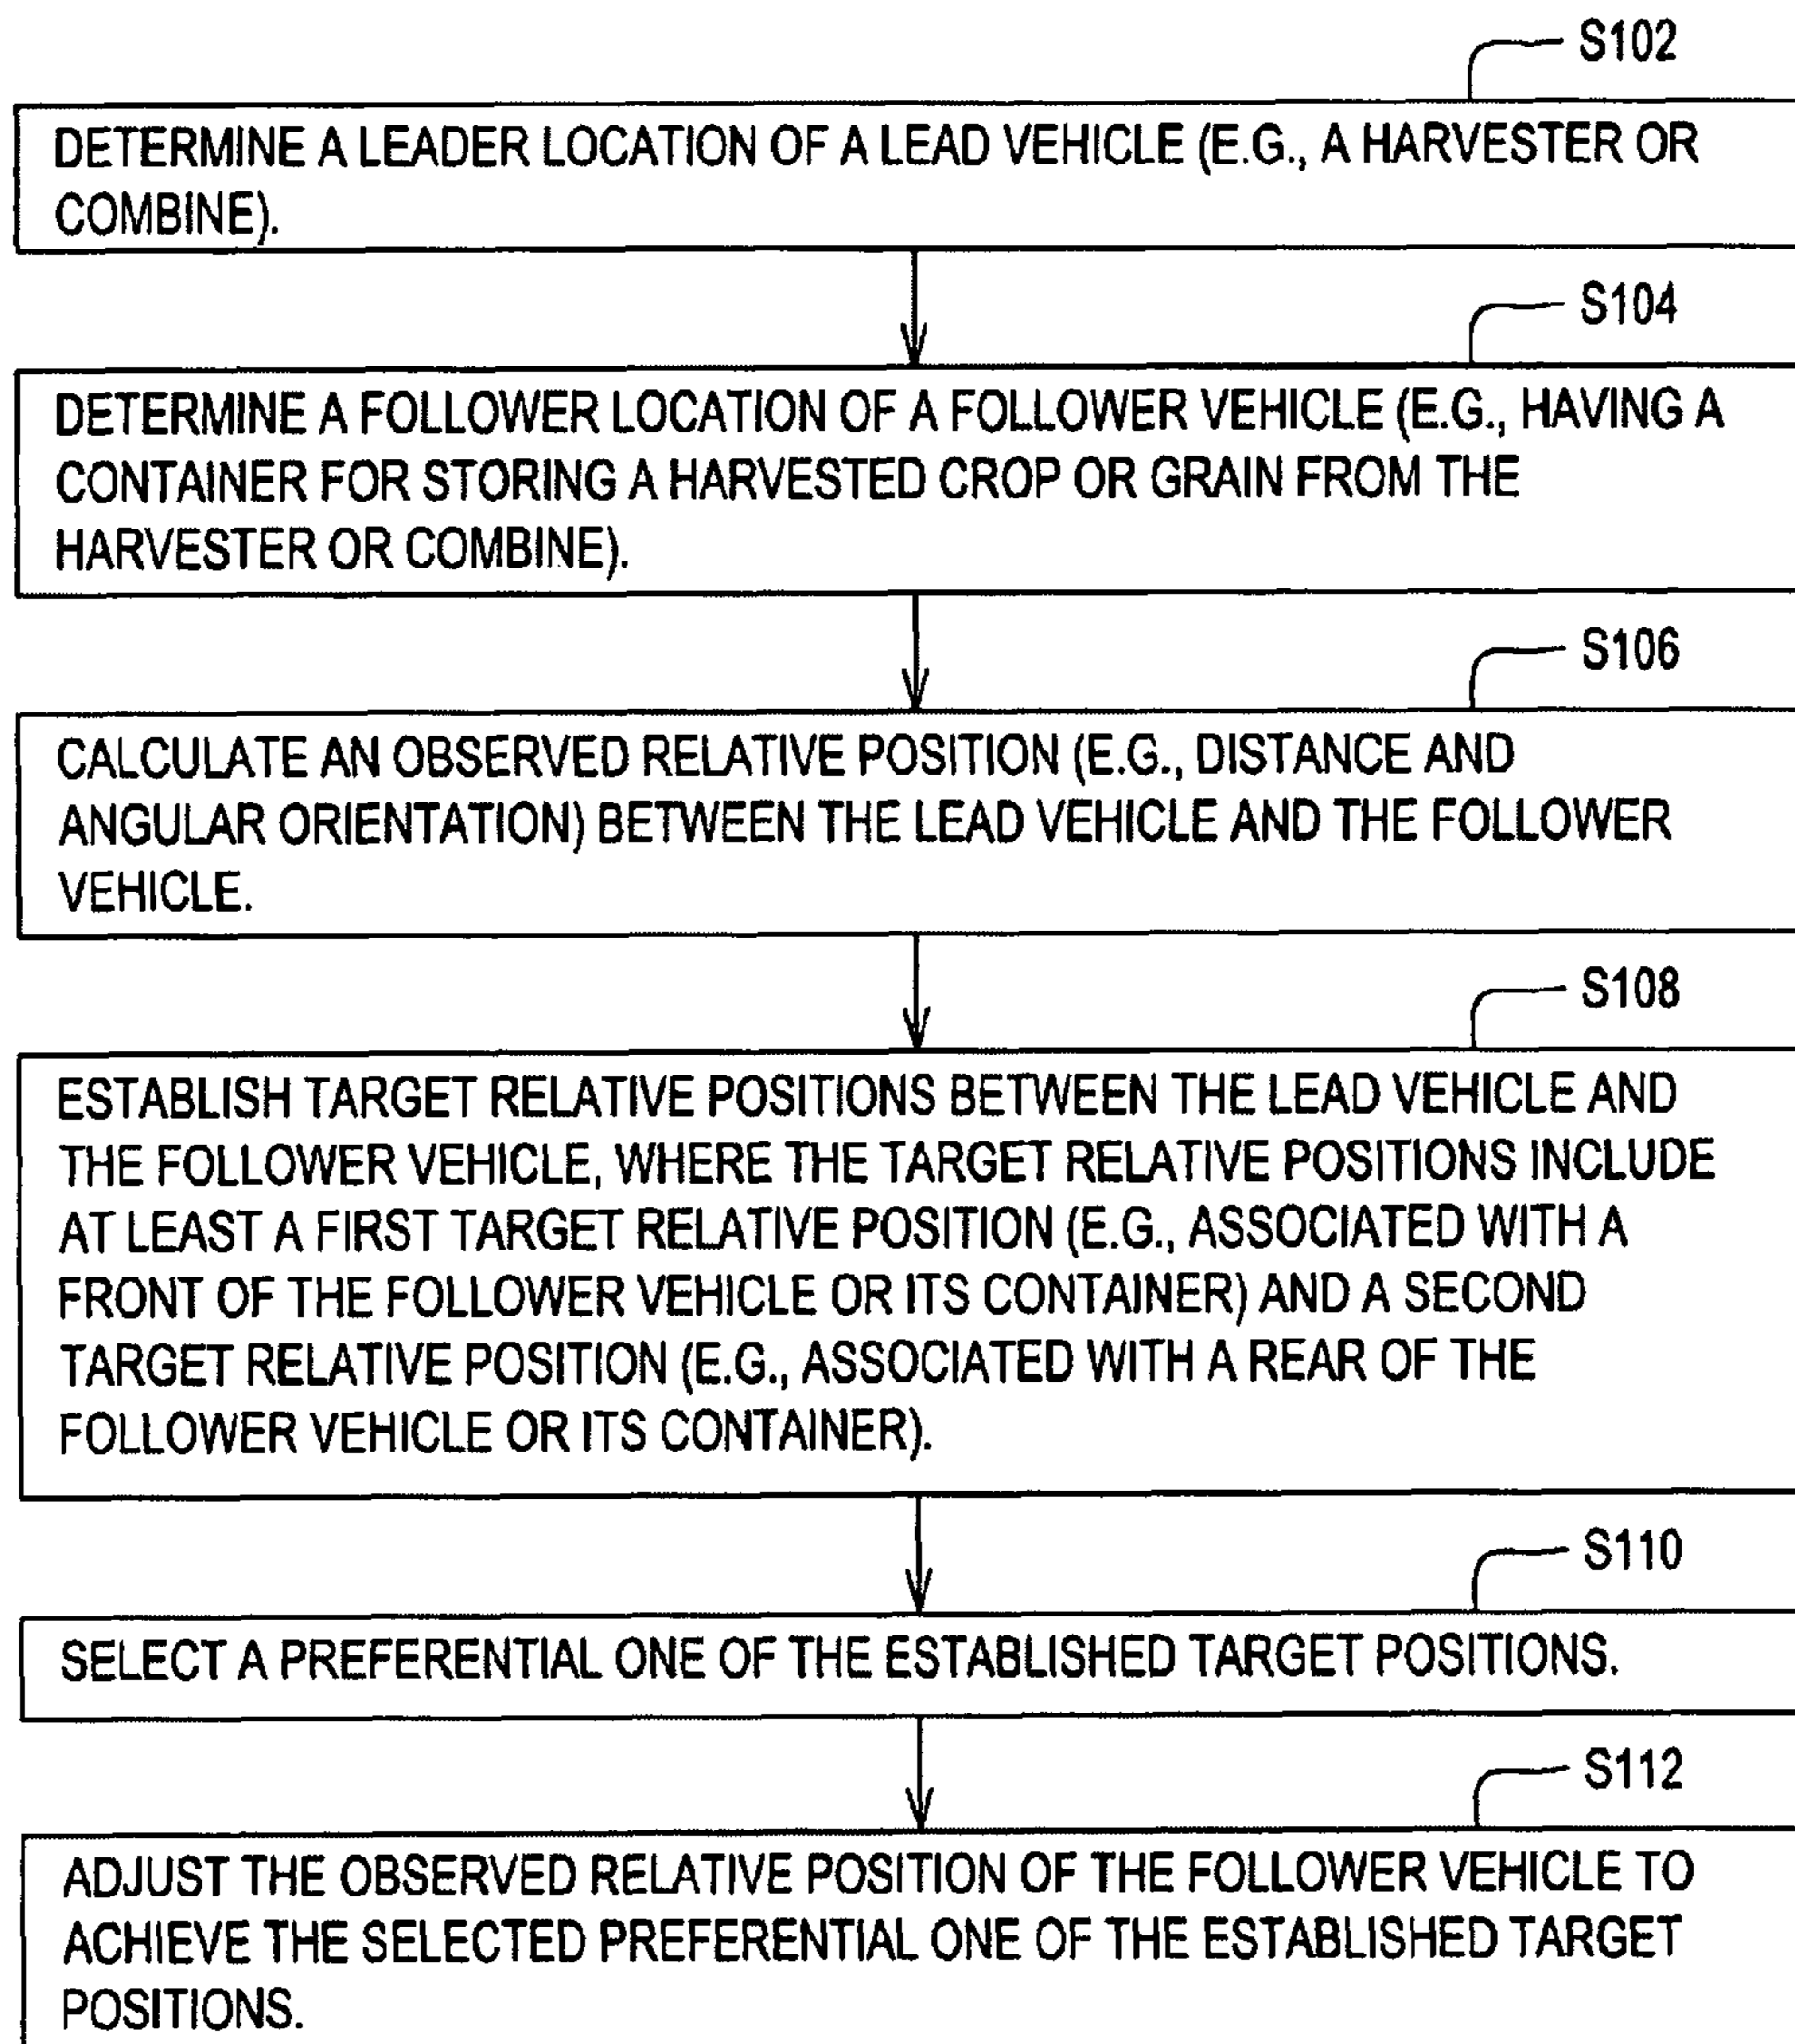 S102
DETERMINE A LEADER LOCATION OF A LEAD VEHICLE (E.G., A HARVESTER OR
COMBINE).
S104
DETERMINE A FOLLOWER LOCATION OF A FOLLOWER VEHICLE (E.G., HAVING A
CONTAINER FOR STORING A HARVESTED CROP OR GRAIN FROM THE
HARVESTER OR COMBINE).
S106
CALCULATE AN OBSERVED RELATIVE POSITION (E.G., DISTANCE AND
ANGULAR ORIENTATION) BETWEEN THE LEAD VEHICLE AND THE FOLLOWER
VEHICLE.
S108
ESTABLISH TARGET RELATIVE POSITIONS BETWEEN THE LEAD VEHICLE AND
THE FOLLOWER VEHICLE, WHERE THE TARGET RELATIVE POSITIONS INCLUDE
AT LEAST A FIRST TARGET RELATIVE POSITION (E.G., ASSOCIATED WITH A
FRONT OF THE FOLLOWER VEHICLE OR ITS CONTAINER) AND A SECOND
TARGET RELATIVE POSITION (E.G., ASSOCIATED WITH A REAR OF THE
FOLLOWER VEHICLE OR ITS CONTAINER).
S110
SELECT A PREFERENTIAL ONE OF THE ESTABLISHED TARGET POSITIONS.
S112
ADJUST THE OBSERVED RELATIVE POSITION OF THE FOLLOWER VEHICLE TO
ACHIEVE THE SELECTED PREFERENTIAL ONE OF THE ESTABLISHED TARGET
POSITIONS.